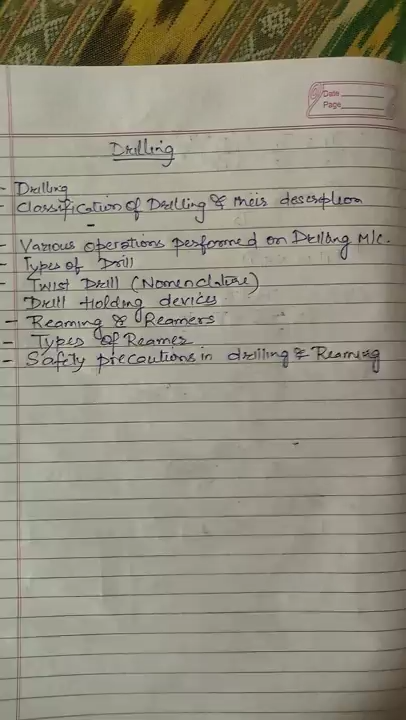 Date
Page
Drilling
- Drilling
- Classification of Drilling & their description
- Various operations performed on Drilling M/c.
- Types of Drill
- Twist Drill (Nomenclature)
Drill Holding devices
- Reaming & Reamers
- Types of Reamer
- Safety precautions in drilling & Reaming